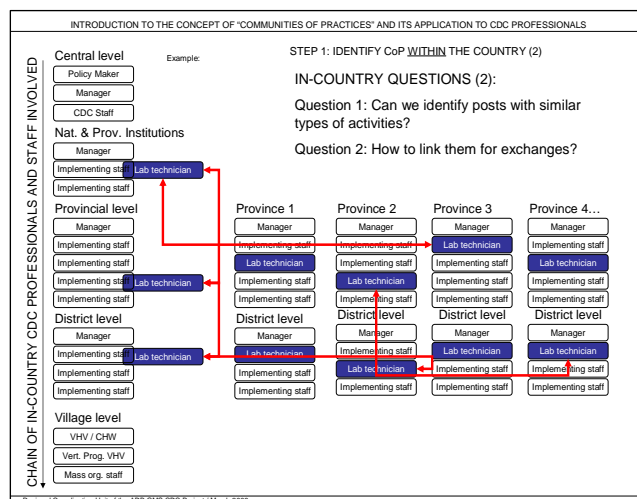 INTRODUCTION TO THE CONCEPT OF “COMMUNITIES OF PRACTICES” AND ITS APPLICATION TO CDC PROFESSIONALS
CHAIN OF IN-COUNTRY CDC PROFESSIONALS AND STAFF INVOLVED
Central level
Example:
Policy Maker
Manager
CDC Staff
STEP 1: IDENTIFY CoP WITHIN THE COUNTRY (2)
IN-COUNTRY QUESTIONS (2):
Question 1: Can we identify posts with similar
types of activities?
Question 2: How to link them for exchanges?
Nat. & Prov. Institutions
Manager
Implementing staff
Lab technician
Implementing staff
Provincial level
Manager
Implementing staff
Implementing staff
Lab technician
Implementing staff
Province 1
Manager
Implementing staff
Lab technician
Implementing staff
Implementing staff
Province 2
Manager
Implementing staff
Implementing staff
Lab technician
Implementing staff
Province 3
Manager
Lab technician
Implementing staff
Implementing staff
Implementing staff
Province 4...
Manager
Implementing staff
Lab technician
Implementing staff
Implementing staff
District level
Manager
Implementing staff
Lab technician
Implementing staff
Implementing staff
District level
Manager
Lab technician
Implementing staff
Implementing staff
District level
Manager
Implementing staff
Lab technician
Implementing staff
District level
Manager
Lab technician
Implementing staff
Implementing staff
District level
Manager
Lab technician
Implementing staff
Implementing staff
Village level
VHV / CHW
Vert. Prog. VHV
Mass org. staff